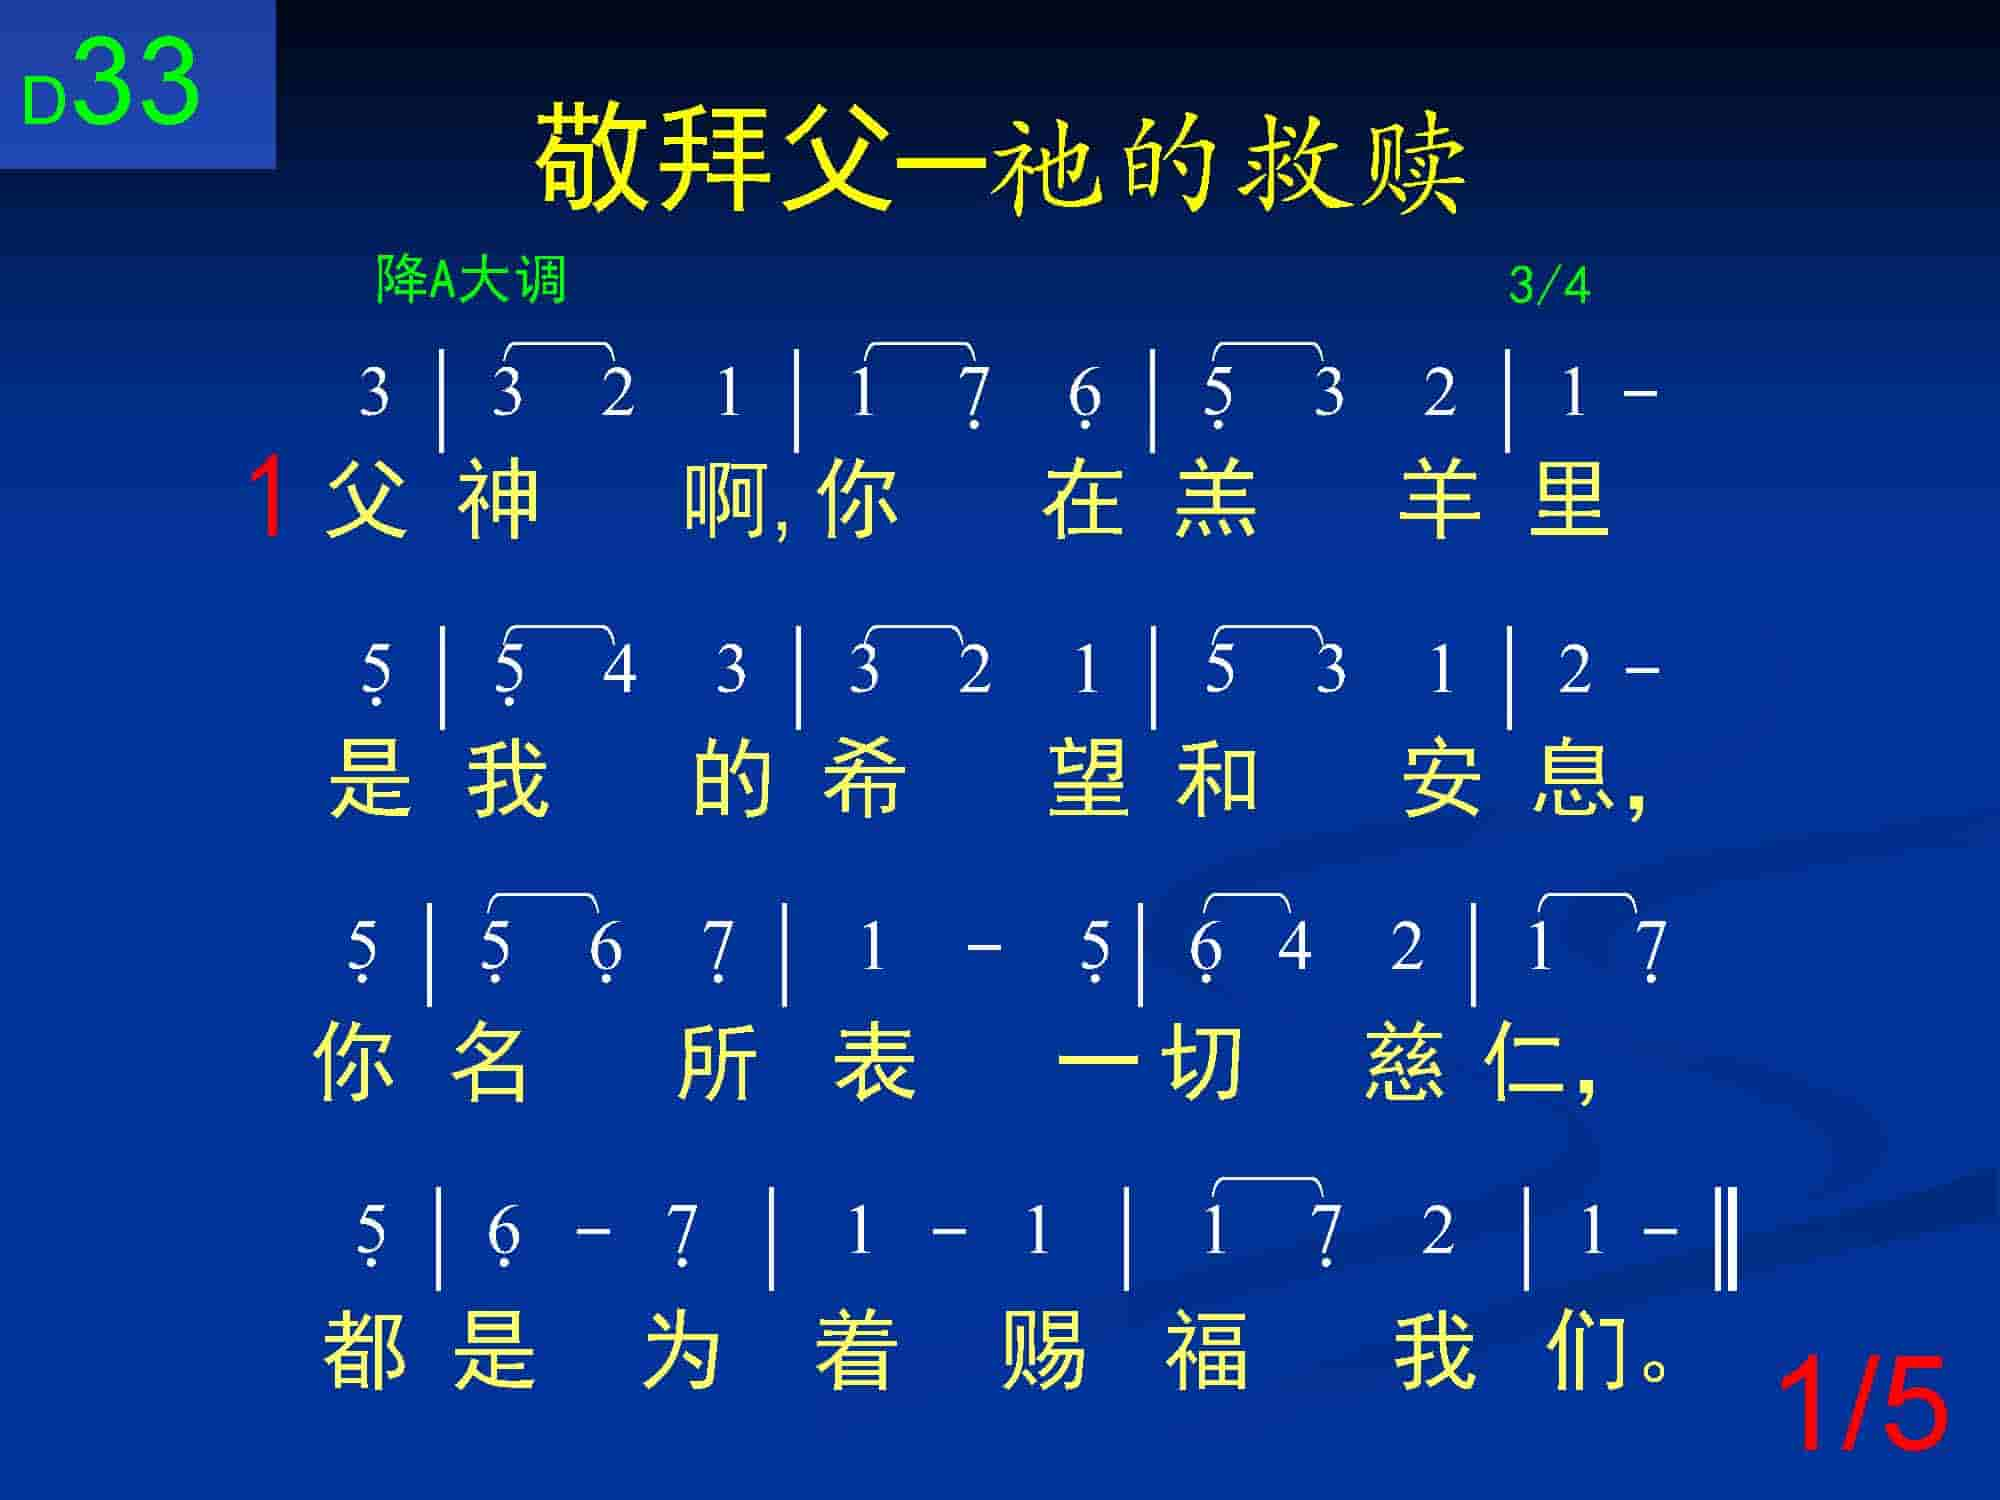 D33
敬拜父—祂的救赎
降A大调 3/4
3 | 3 2 1 | 1 7̣ 6̣ | 5̣ 3 2 | 1 -
1 父 神 啊, 你 在 羔 羊 里
5̣ | 5̣ 4 3 | 3 2 1 | 5 3 1 | 2 -
是 我 的 希 望 和 安 息,
5̣ | 5̣ 6̣ 7̣ | 1 - 5̣ | 6̣ 4 2 | 1 7̣
你 名 所 表 一 切 慈 仁,
5̣ | 6̣ - 7̣ | 1 - 1 | 1 7̣ 2 | 1 - ‖
都 是 为 着 赐 福 我 们。
1/5